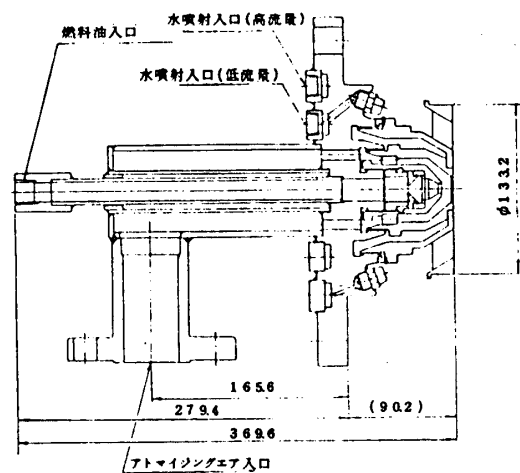 水噴射入口(高流量)
燃料油入口
水噴射入口(低流量)
φ133.2
165.6
279.4
(90.2)
369.6
アトマイジングエア入口